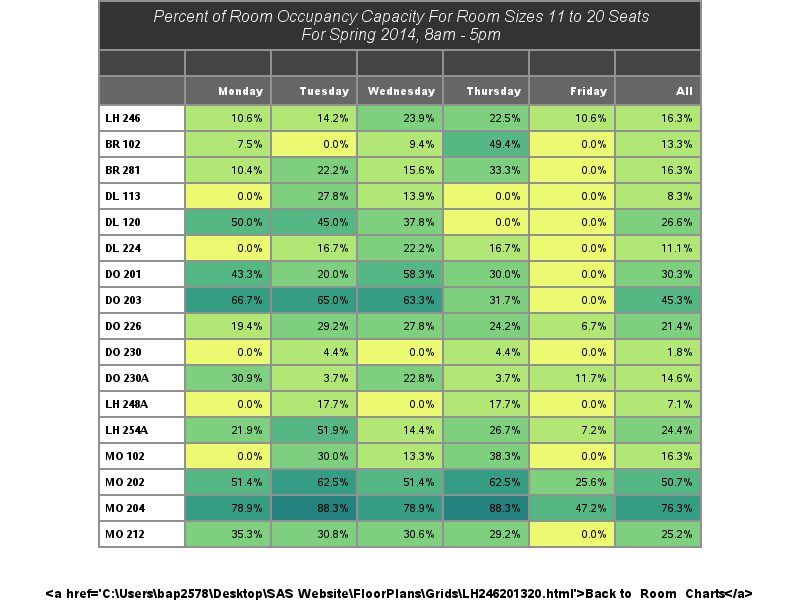 Percent of Room Occupancy Capacity For Room Sizes 11 to 20 Seats
For Spring 2014, 8am - 5pm
Monday Tuesday Wednesday Thursday Friday All
LH 246 10.6% 14.2% 23.9% 22.5% 10.6% 16.3%
BR 102 7.5% 0.0% 9.4% 49.4% 0.0% 13.3%
BR 281 10.4% 22.2% 15.6% 33.3% 0.0% 16.3%
DL 113 0.0% 27.8% 13.9% 0.0% 0.0% 8.3%
DL 120 50.0% 45.0% 37.8% 0.0% 0.0% 26.6%
DL 224 0.0% 16.7% 22.2% 16.7% 0.0% 11.1%
DO 201 43.3% 20.0% 58.3% 30.0% 0.0% 30.3%
DO 203 66.7% 65.0% 63.3% 31.7% 0.0% 45.3%
DO 226 19.4% 29.2% 27.8% 24.2% 6.7% 21.4%
DO 230 0.0% 4.4% 0.0% 4.4% 0.0% 1.8%
DO 230A 30.9% 3.7% 22.8% 3.7% 11.7% 14.6%
LH 248A 0.0% 17.7% 0.0% 17.7% 0.0% 7.1%
LH 254A 21.9% 51.9% 14.4% 26.7% 7.2% 24.4%
MO 102 0.0% 30.0% 13.3% 38.3% 0.0% 16.3%
MO 202 51.4% 62.5% 51.4% 62.5% 25.6% 50.7%
MO 204 78.9% 88.3% 78.9% 88.3% 47.2% 76.3%
MO 212 35.3% 30.8% 30.6% 29.2% 0.0% 25.2%
<a href='C:\Users\bap2578\Desktop\SAS Website\FloorPlans\Grids\LH246201320.html'>Back to Room Charts</a>